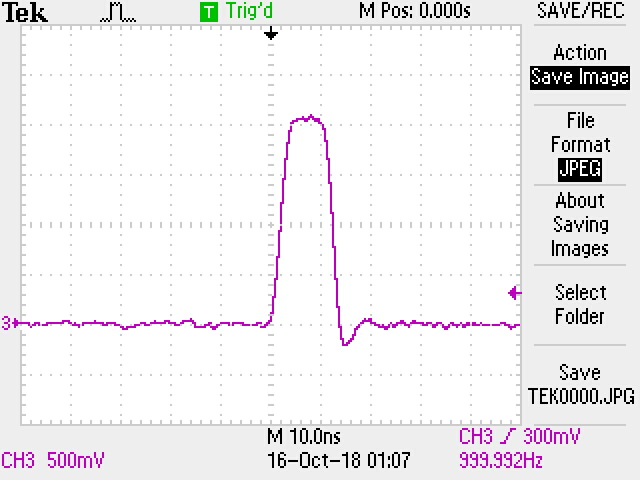 Tek T Trig'd M Pos: 0.000s SAVE/REC
Action
Save Image
File
Format
JPEG
About
Saving
Images
Select
Folder
Save
TEK0000.JPG
3
M 10.0ns CH3 300mV
CH3 500mV 16-Oct-18 01:07 999.992Hz